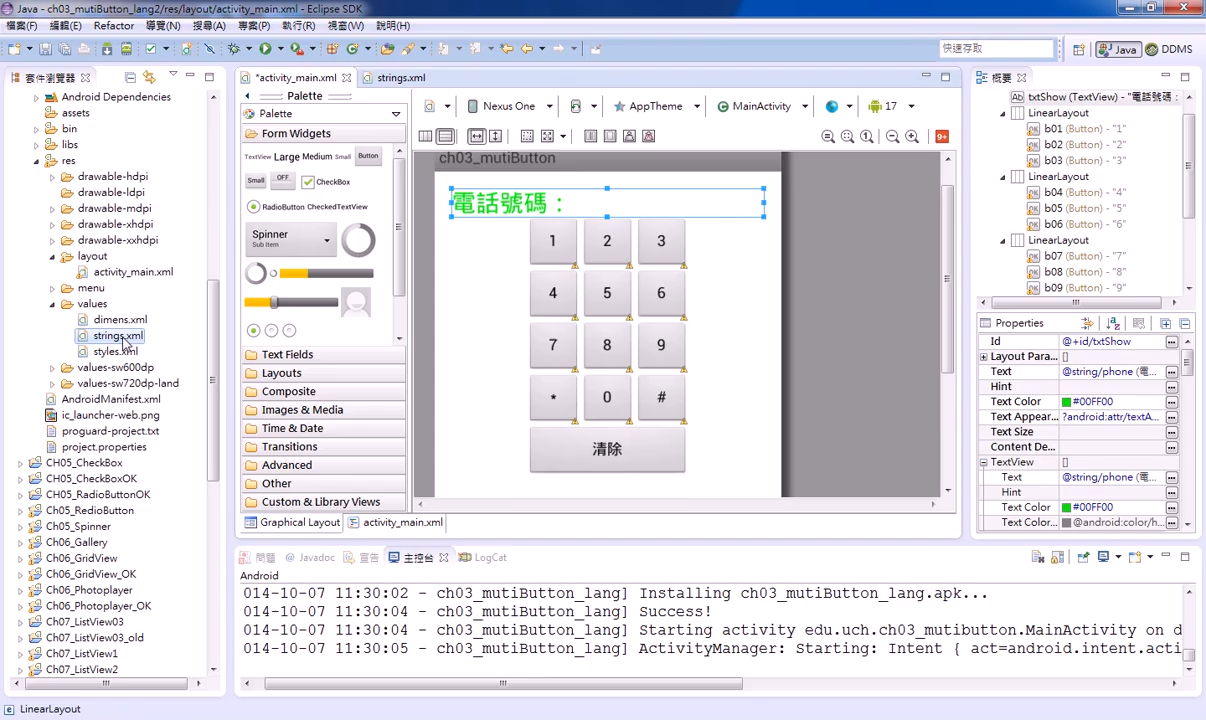 Java - ch03_mutiButton_lang2/res/layout/activity_main.xml - Eclipse SDK
檔案(F) 編輯(E) Refactor 導覽(N) 搜尋(A) 專案(P) 執行(R) 視窗(W) 說明(H)
快速存取 Java DDMS
套件瀏覽器
Android Dependencies
assets
bin
libs
res
drawable-hdpi
drawable-ldpi
drawable-mdpi
drawable-xhdpi
drawable-xxhdpi
layout
activity_main.xml
menu
values
dimens.xml
strings.xml
styles.xml
values-sw600dp
values-sw720dp-land
AndroidManifest.xml
ic_launcher-web.png
proguard-project.txt
project.properties
CH05_CheckBox
CH05_CheckBoxOK
CH05_RadioButtonOK
Ch05_RedioButton
Ch05_Spinner
Ch06_Gallery
Ch06_GridView
Ch06_GridView_OK
Ch06_Photoplayer
Ch06_Photoplayer_OK
Ch07_ListView03
Ch07_ListView03_old
Ch07_ListView1
Ch07_ListView2
LinearLayout
*activity_main.xml strings.xml
Palette
Palette
Form Widgets
TextView Large Medium Small Button
Small OFF CheckBox
RadioButton CheckedTextView
Spinner
Sub Item
Text Fields
Layouts
Composite
Images & Media
Time & Date
Transitions
Advanced
Other
Custom & Library Views
Graphical Layout activity_main.xml
Nexus One AppTheme MainActivity 17
9+
ch03_mutiButton
電話號碼：
1 2 3
4 5 6
7 8 9
* 0 #
清除
概要
txtShow (TextView) - "電話號碼：
LinearLayout
b01 (Button) - "1"
b02 (Button) - "2"
b03 (Button) - "3"
LinearLayout
b04 (Button) - "4"
b05 (Button) - "5"
b06 (Button) - "6"
LinearLayout
b07 (Button) - "7"
b08 (Button) - "8"
b09 (Button) - "9"
Properties
Id @+id/txtShow
Layout Para... []
Text @string/phone (電...
Hint
Text Color #00FF00
Text Appear... ?android:attr/textA...
Text Size
Content De...
TextView []
Text @string/phone (電...
Hint
Text Color #00FF00
Text Color... @android:color/h...
問題 Javadoc 宣告 主控台 LogCat
Android
014-10-07 11:30:02 - ch03_mutiButton_lang] Installing ch03_mutiButton_lang.apk...
014-10-07 11:30:04 - ch03_mutiButton_lang] Success!
014-10-07 11:30:04 - ch03_mutiButton_lang] Starting activity edu.uch.ch03_mutibutton.MainActivity on d
014-10-07 11:30:05 - ch03_mutiButton_lang] ActivityManager: Starting: Intent { act=android.intent.acti